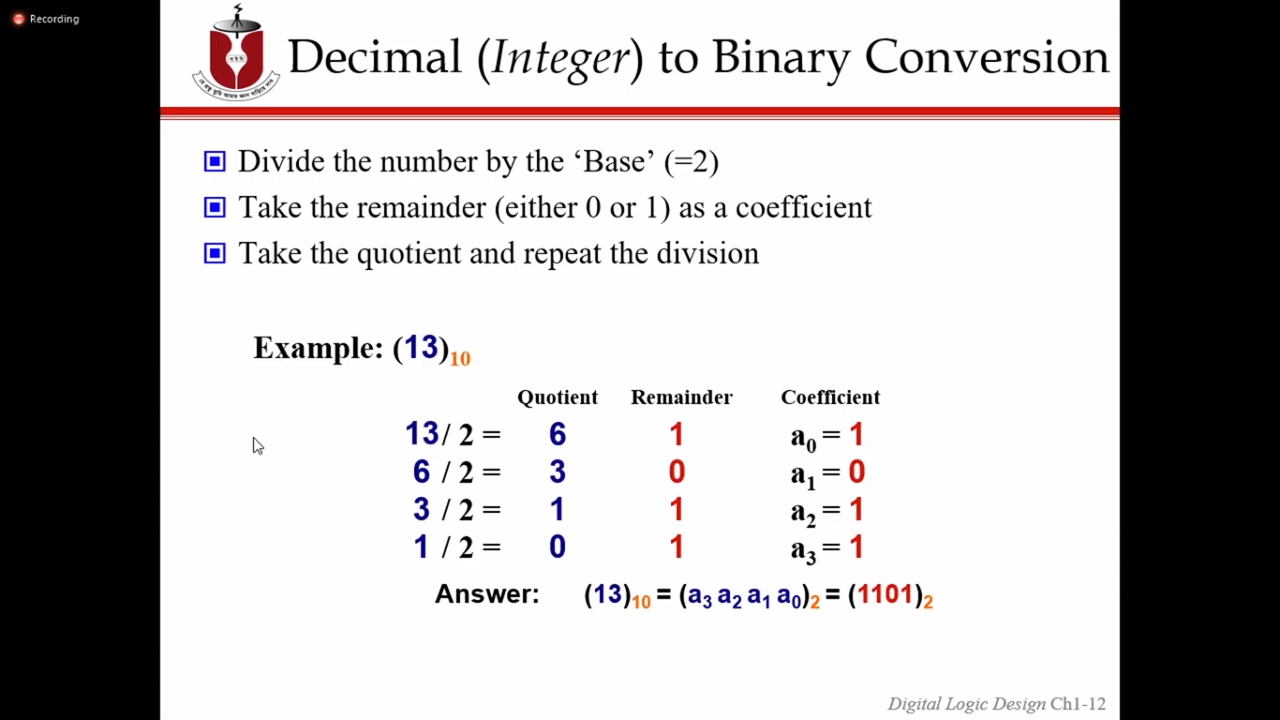 Recording
Decimal (Integer) to Binary Conversion
Divide the number by the ‘Base’ (=2)
Take the remainder (either 0 or 1) as a coefficient
Take the quotient and repeat the division
Example: (13)10
Quotient Remainder Coefficient
13 / 2 = 6 1 a0 = 1
6 / 2 = 3 0 a1 = 0
3 / 2 = 1 1 a2 = 1
1 / 2 = 0 1 a3 = 1
Answer: (13)10 = (a3 a2 a1 a0)2 = (1101)2
Digital Logic Design Ch1-12